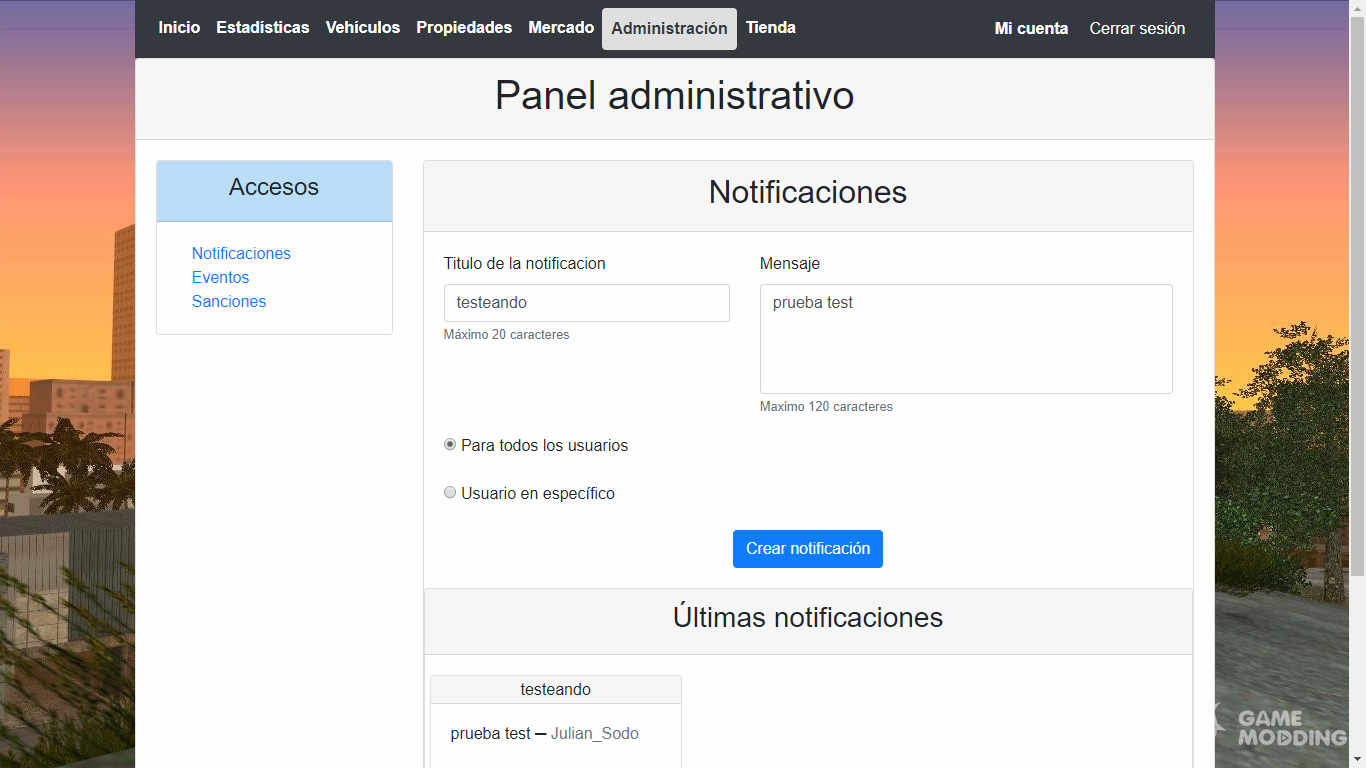 Inicio Estadísticas Vehículos Propiedades Mercado Administración Tienda Mi cuenta Cerrar sesión
Panel administrativo
Accesos
Notificaciones
Eventos
Sanciones
Notificaciones
Titulo de la notificacion
testeando
Máximo 20 caracteres
Mensaje
prueba test
Maximo 120 caracteres
Para todos los usuarios
Usuario en específico
Crear notificación
Últimas notificaciones
testeando
prueba test — Julian_Sodo
GAME
MODDING